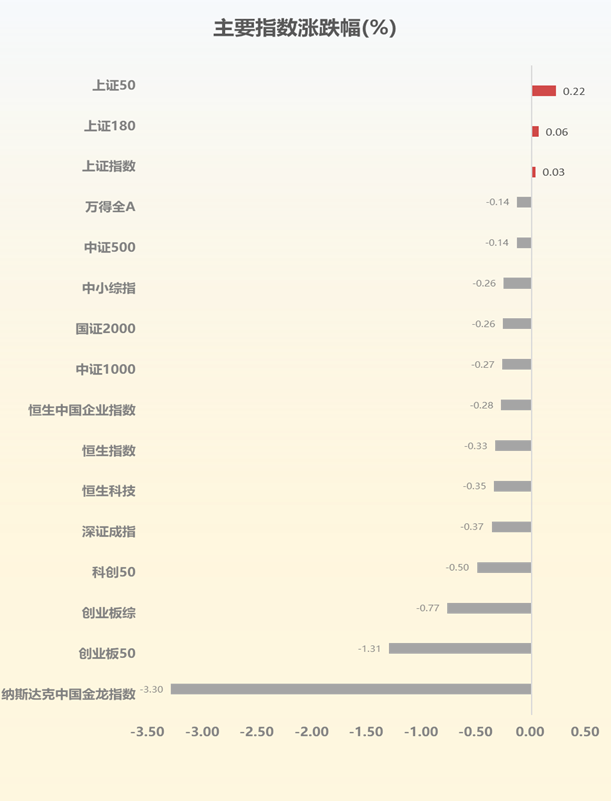 主要指数涨跌幅(%)
上证50 0.22
上证180 0.06
上证指数 0.03
万得全A -0.14
中证500 -0.14
中小综指 -0.26
国证2000 -0.26
中证1000 -0.27
恒生中国企业指数 -0.28
恒生指数 -0.33
恒生科技 -0.35
深证成指 -0.37
科创50 -0.50
创业板综 -0.77
创业板50 -1.31
纳斯达克中国金龙指数 -3.30
-3.50 -3.00 -2.50 -2.00 -1.50 -1.00 -0.50 0.00 0.50